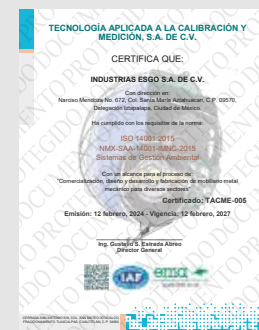 TECNOLOGÍA APLICADA A LA CALIBRACIÓN Y
MEDICIÓN, S.A. DE C.V.
CERTIFICA QUE:
INDUSTRIAS ESGO S.A. DE C.V.
Con dirección en:
Narciso Mendoza No. 672, Col. Santa María Aztahuacan, C.P. 09570,
Delegación Iztapalapa, Ciudad de México.
Ha cumplido con los requisitos de la norma:
ISO 14001:2015
NMX-SAA-14001-IMNC-2015
Sistemas de Gestión Ambiental
Con un alcance para el proceso de:
"Comercialización, diseño y desarrollo y fabricación de mobiliario metal
mecánico para diversos sectores"
Certificado: TACME-005
Emisión: 12 febrero, 2024 - Vigencia: 12 febrero, 2027
Ing. Gustavo S. Estrada Abreo
Director General
IAF
ema